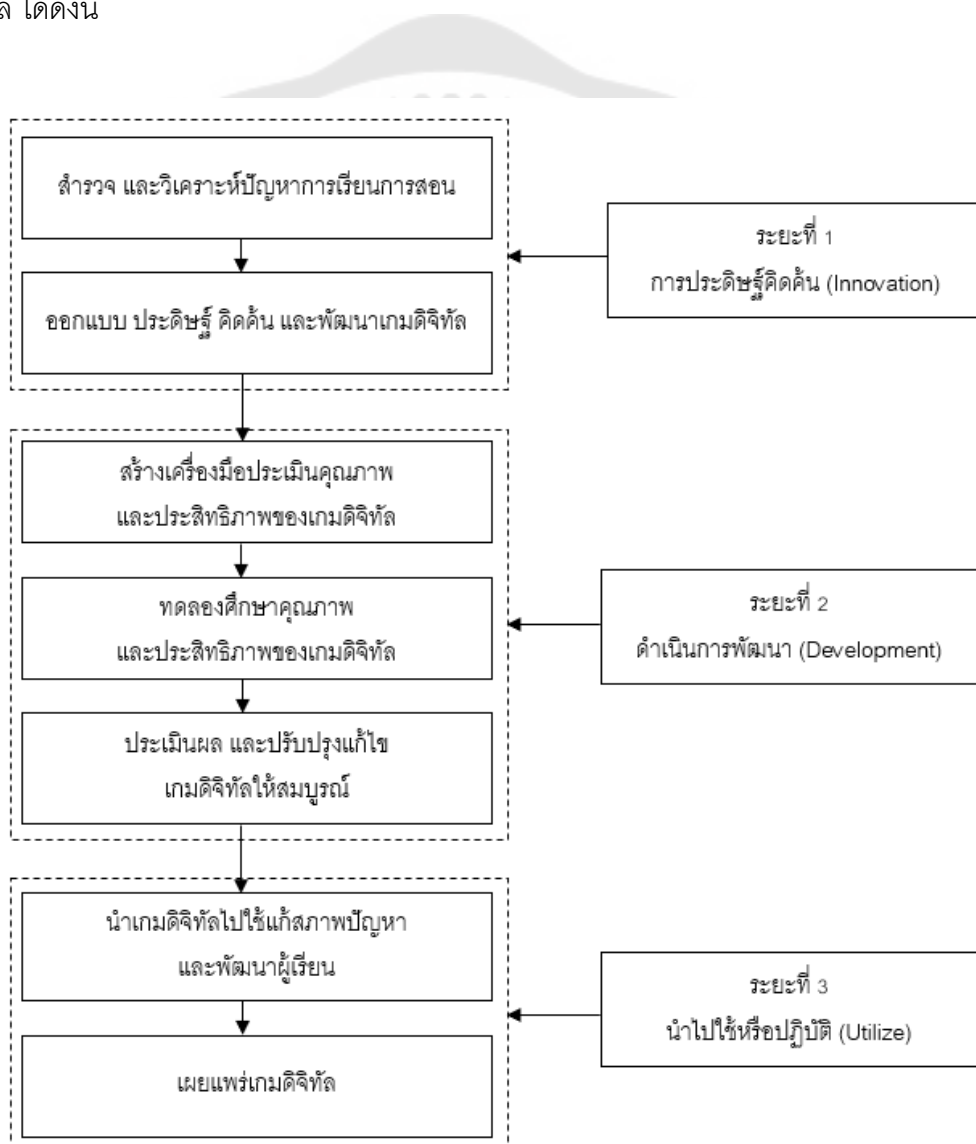 ได้ดังนี้
สำรวจ และวิเคราะห์ปัญหาการเรียนการสอน
ออกแบบ ประดิษฐ์ คิดค้น และพัฒนาเกมดิจิทัล
ระยะที่ 1
การประดิษฐ์คิดค้น (Innovation)
สร้างเครื่องมือประเมินคุณภาพ
และประสิทธิภาพของเกมดิจิทัล
ทดลองศึกษาคุณภาพ
และประสิทธิภาพของเกมดิจิทัล
ประเมินผล และปรับปรุงแก้ไข
เกมดิจิทัลให้สมบูรณ์
ระยะที่ 2
ดำเนินการพัฒนา (Development)
นำเกมดิจิทัลไปใช้แก้สภาพปัญหา
และพัฒนาผู้เรียน
เผยแพร่เกมดิจิทัล
ระยะที่ 3
นำไปใช้หรือปฏิบัติ (Utilize)